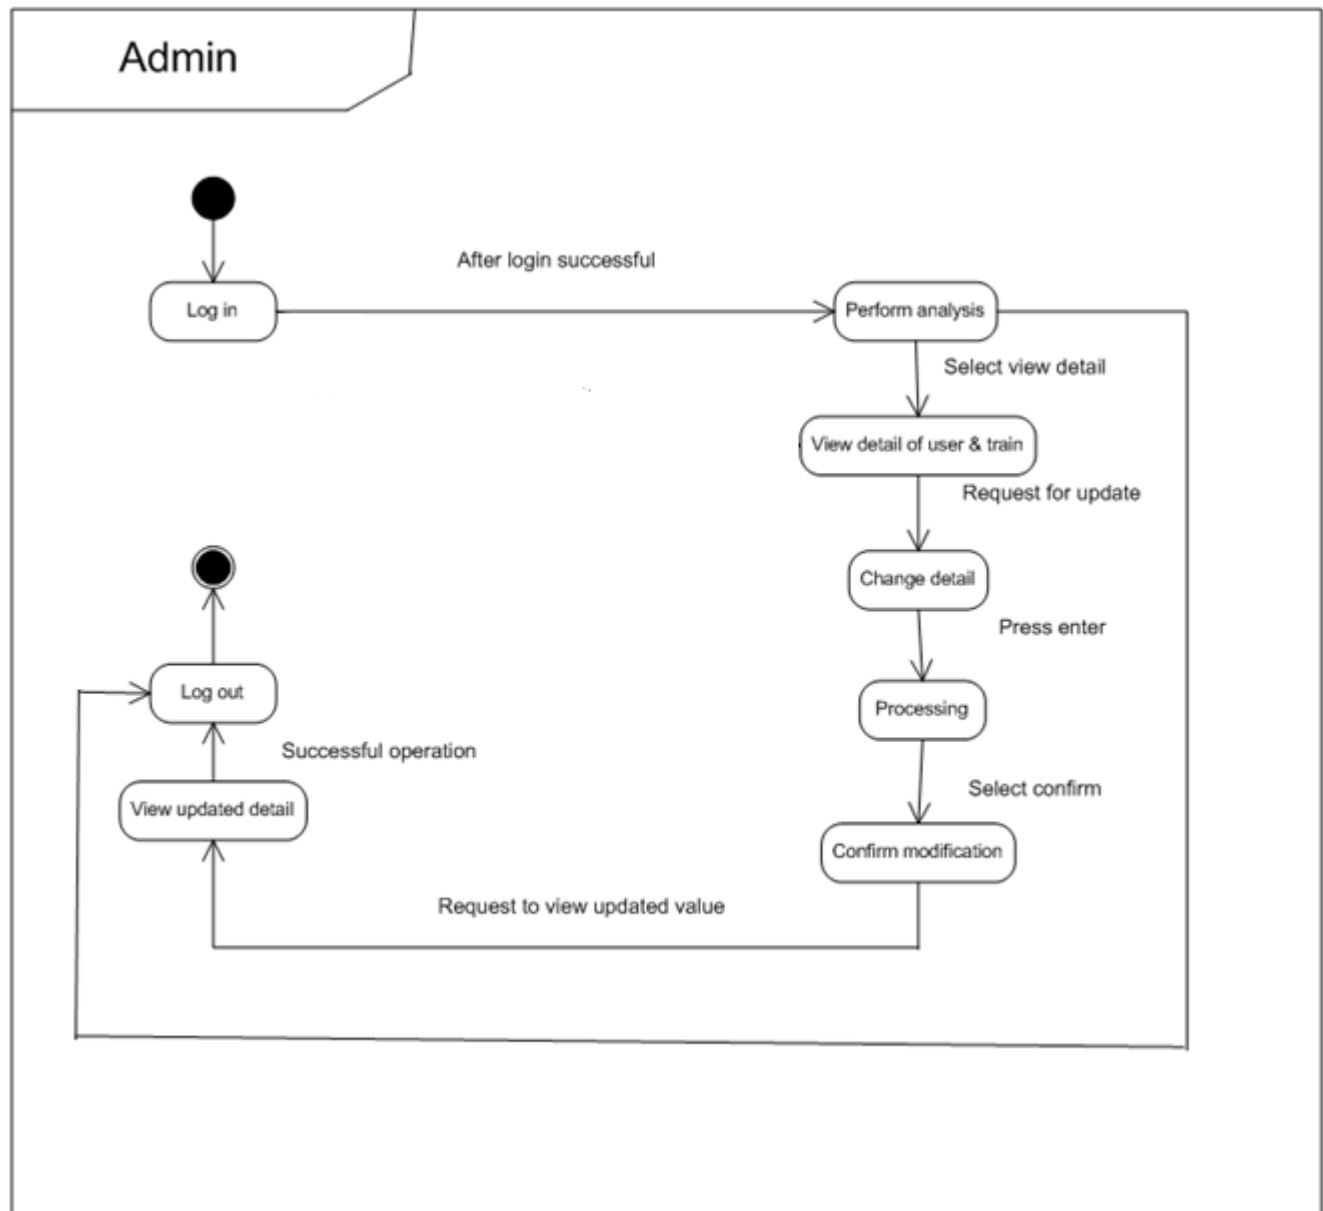 Admin
After login successful
Log in
Perform analysis
Select view detail
View detail of user & train
Request for update
Change detail
Press enter
Processing
Select confirm
Confirm modification
Request to view updated value
View updated detail
Successful operation
Log out